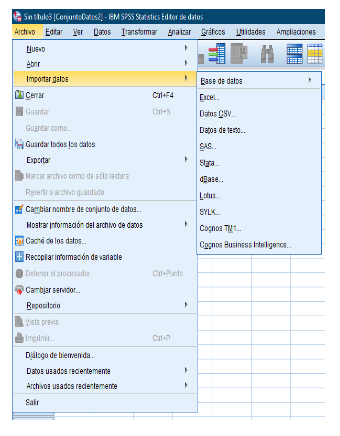 Sin título3 [ConjuntoDatos2] - IBM SPSS Statistics Editor de datos
Archivo Editar Ver Datos Transformar Analizar Gráficos Utilidades Ampliaciones
Nuevo
Abrir
Importar datos
Cerrar Ctrl+F4
Guardar Ctrl+S
Guardar como...
Guardar todos los datos
Exportar
Marcar archivo como de sólo lectura
Revertir a archivo guardado
Cambiar nombre de conjunto de datos...
Mostrar información del archivo de datos
Caché de los datos...
Recopilar información de variable
Detener el procesador Ctrl+Punto
Cambiar servidor...
Repositorio
Vista previa
Imprimir... Ctrl+P
Diálogo de bienvenida...
Datos usados recientemente
Archivos usados recientemente
Salir
Base de datos
Excel...
Datos CSV...
Datos de texto...
SAS...
Stata...
dBase...
Lotus...
SYLK...
Cognos TM1...
Cognos Business Intelligence...